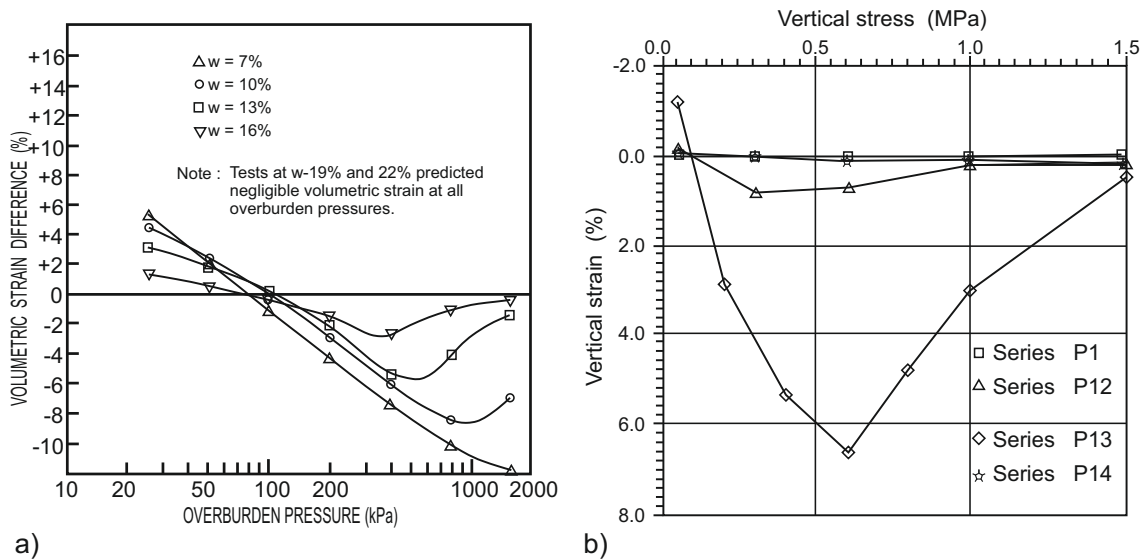 +16
+14
+12
+10
+8
+6
+4
+2
0
-2
-4
-6
-8
-10
VOLUMETRIC STRAIN DIFFERENCE (%)
w = 7%
w = 10%
w = 13%
w = 16%
Note : Tests at w-19% and 22% predicted
negligible volumetric strain at all
overburden pressures.
10 20 50 100 200 400 1000 2000
OVERBURDEN PRESSURE (kPa)
a)
Vertical stress (MPa)
0.0 0.5 1.0 1.5
-2.0
0.0
2.0
4.0
6.0
8.0
Vertical strain (%)
Series P1
Series P12
Series P13
Series P14
b)